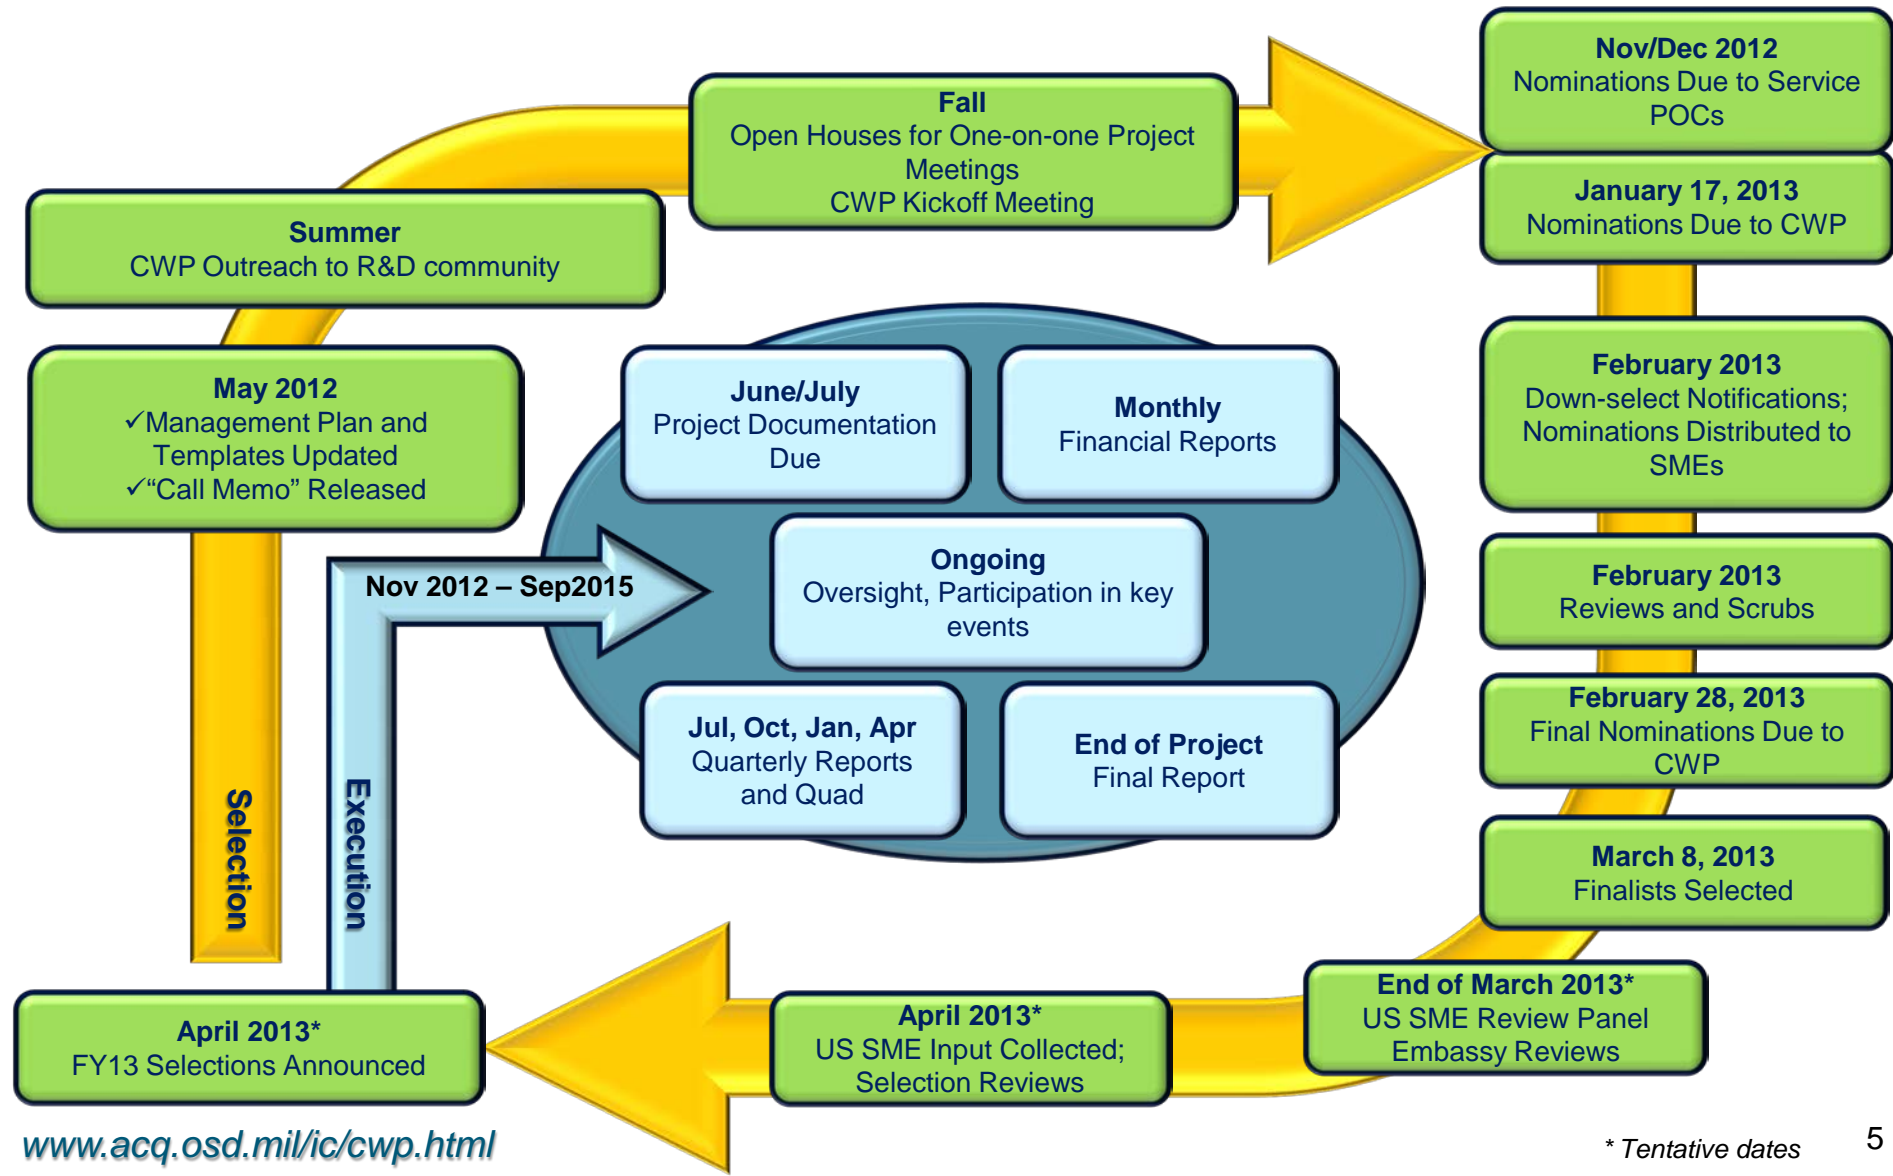 Nov/Dec 2012
Nominations Due to Service
POCs
January 17, 2013
Nominations Due to CWP
Fall
Open Houses for One-on-one Project
Meetings
CWP Kickoff Meeting
Summer
CWP Outreach to R&D community
May 2012
✓Management Plan and
Templates Updated
✓“Call Memo” Released
June/July
Project Documentation
Due
Monthly
Financial Reports
February 2013
Down-select Notifications;
Nominations Distributed to
SMEs
Nov 2012 – Sep2015
Ongoing
Oversight, Participation in key
events
February 2013
Reviews and Scrubs
Jul, Oct, Jan, Apr
Quarterly Reports
and Quad
End of Project
Final Report
February 28, 2013
Final Nominations Due to
CWP
Selection
Execution
March 8, 2013
Finalists Selected
End of March 2013*
US SME Review Panel
Embassy Reviews
April 2013*
US SME Input Collected;
Selection Reviews
April 2013*
FY13 Selections Announced
www.acq.osd.mil/ic/cwp.html
* Tentative dates
5